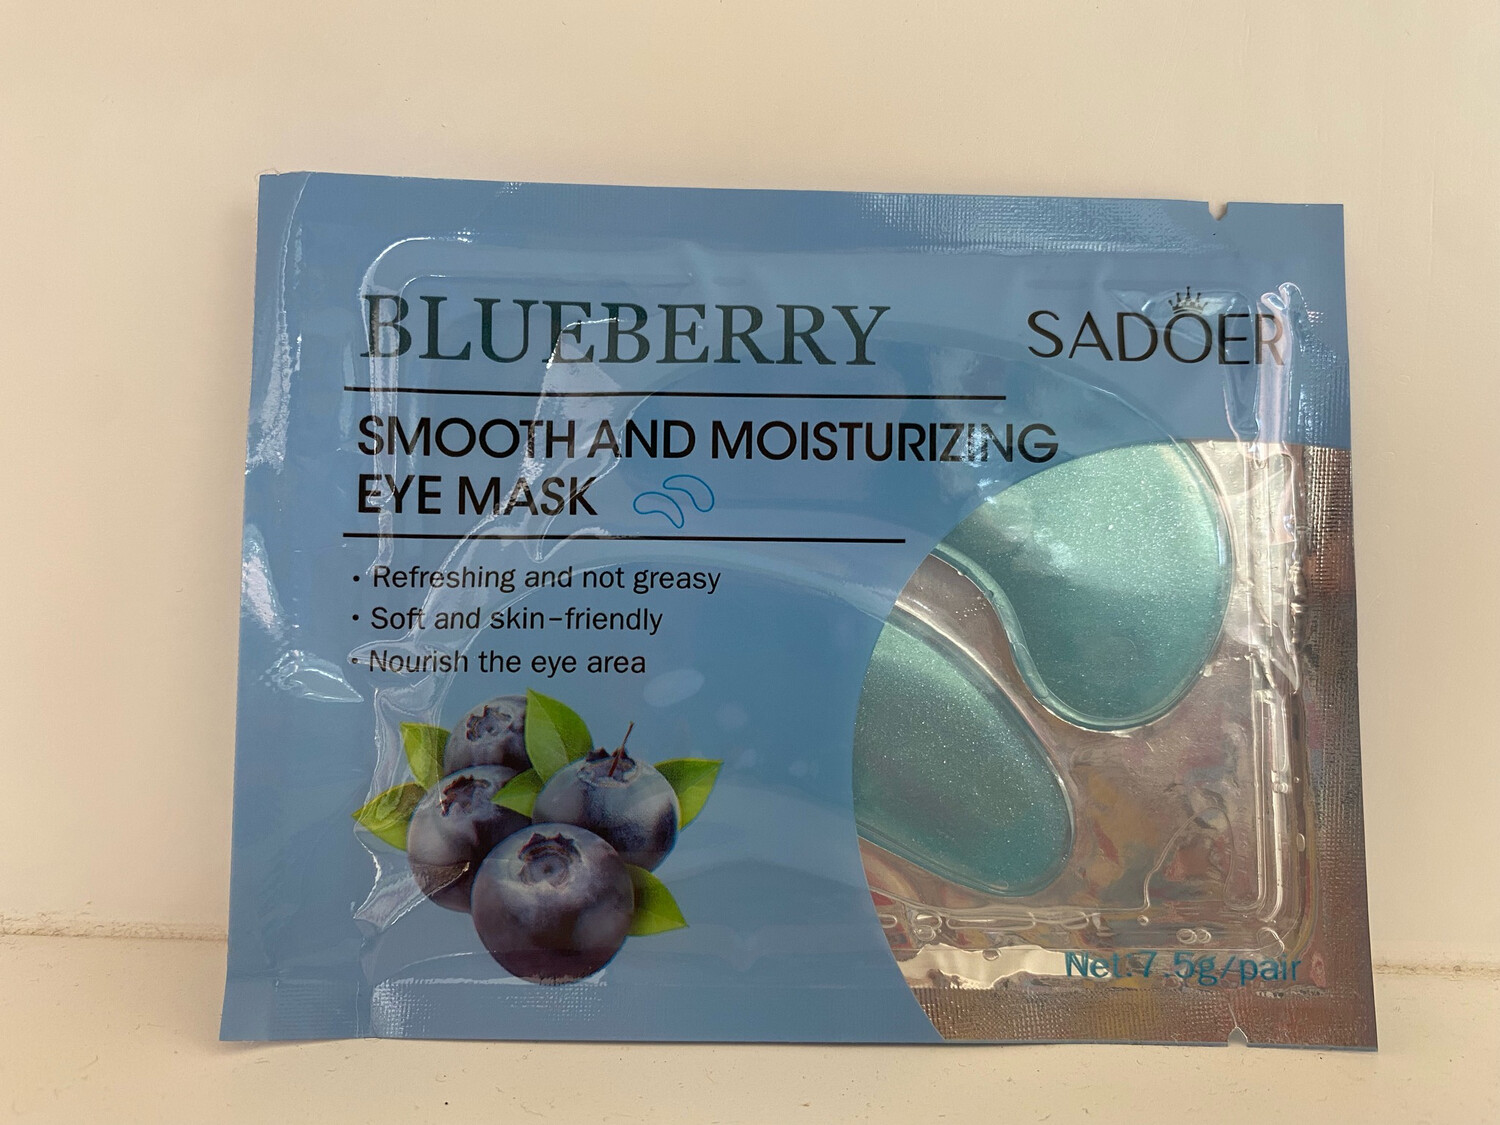 BLUEBERRY
SADOER
SMOOTH AND MOISTURIZING
EYE MASK
• Refreshing and not greasy
• Soft and skin-friendly
• Nourish the eye area
Net:7.5g/pair